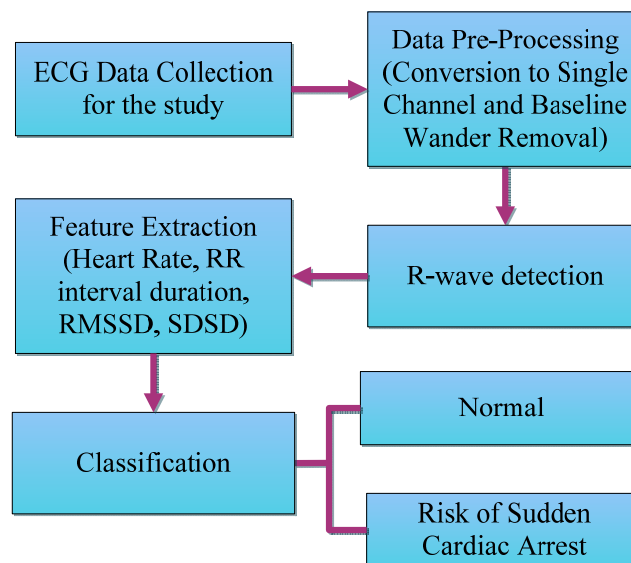 ECG Data Collection
for the study
Data Pre-Processing
(Conversion to Single
Channel and Baseline
Wander Removal)
R-wave detection
Feature Extraction
(Heart Rate, RR
interval duration,
RMSSD, SDSD)
Classification
Normal
Risk of Sudden
Cardiac Arrest